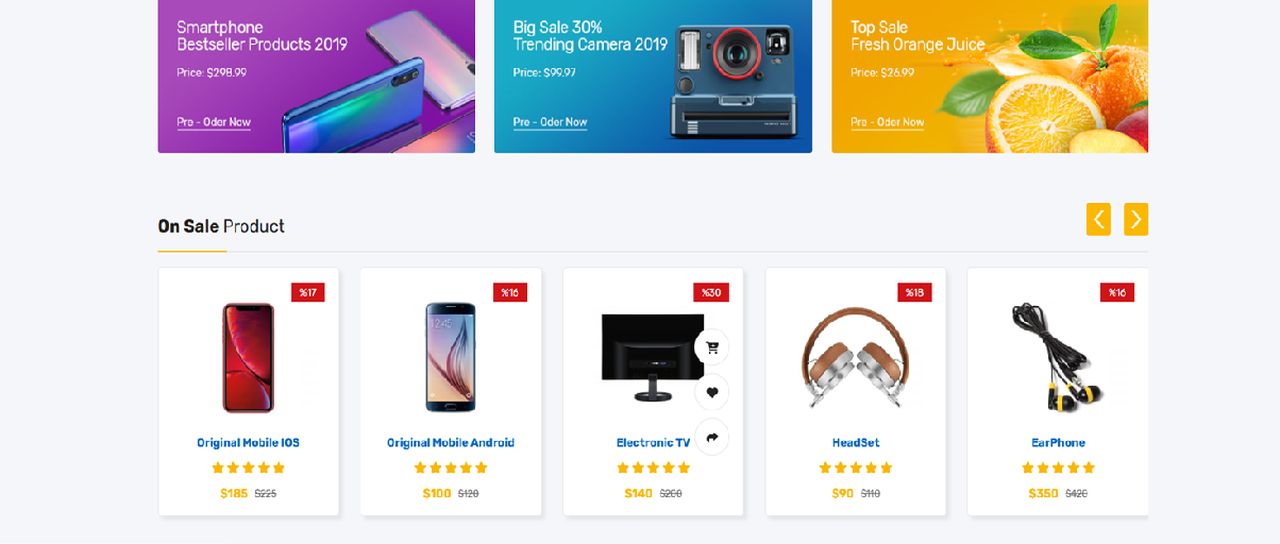 Smartphone
Bestseller Products 2019
Price: $298.99
Pre - Oder Now
Big Sale 30%
Trending Camera 2019
Price: $99.97
Pre - Oder Now
Top Sale
Fresh Orange Juice
Price: $26.99
Pre - Oder Now
On Sale Product
%17
Original Mobile IOS
$185 $225
%16
12:45
Original Mobile Android
$100 $120
%30
Electronic TV
$140 $200
%18
HeadSet
$90 $110
%16
EarPhone
$350 $420